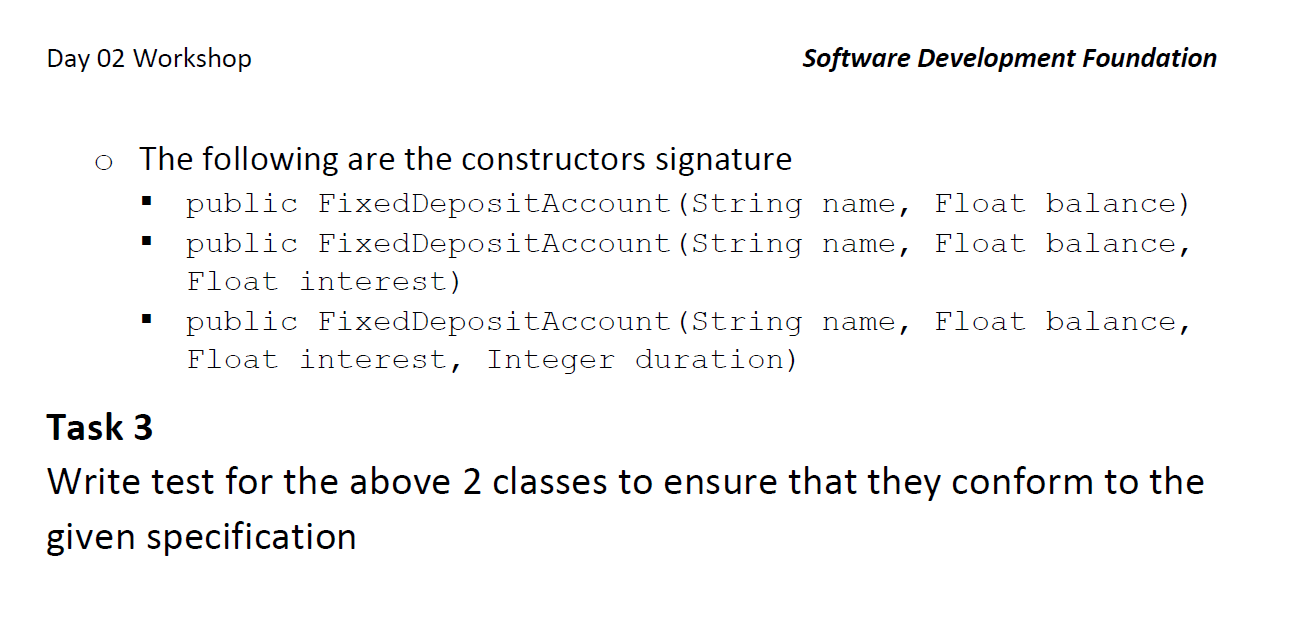 Day 02 Workshop Software Development Foundation
○ The following are the constructors signature
▪ public FixedDepositAccount(String name, Float balance)
▪ public FixedDepositAccount(String name, Float balance,
Float interest)
▪ public FixedDepositAccount(String name, Float balance,
Float interest, Integer duration)
Task 3
Write test for the above 2 classes to ensure that they conform to the
given specification